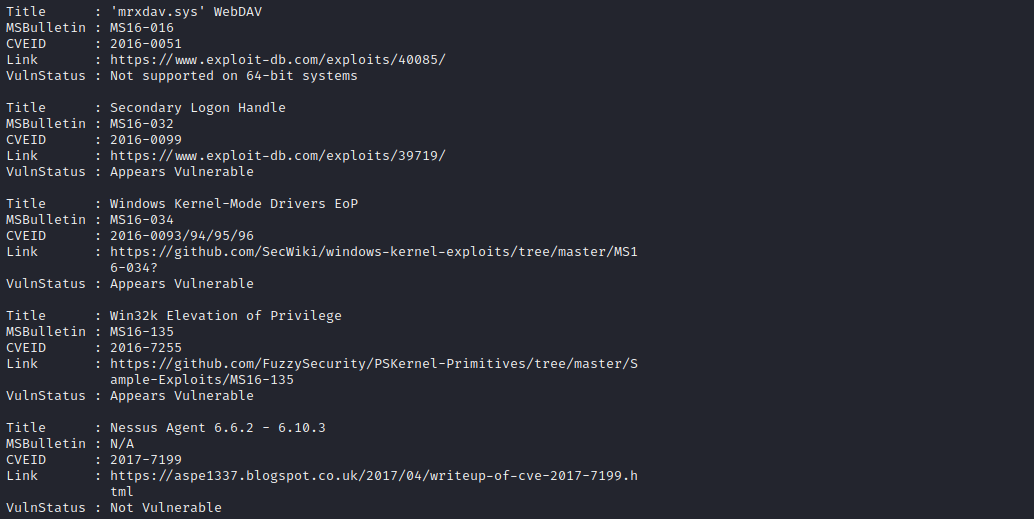 Title      : 'mrxdav.sys' WebDAV
MSBulletin : MS16-016
CVEID      : 2016-0051
Link       : https://www.exploit-db.com/exploits/40085/
VulnStatus : Not supported on 64-bit systems

Title      : Secondary Logon Handle
MSBulletin : MS16-032
CVEID      : 2016-0099
Link       : https://www.exploit-db.com/exploits/39719/
VulnStatus : Appears Vulnerable

Title      : Windows Kernel-Mode Drivers EoP
MSBulletin : MS16-034
CVEID      : 2016-0093/94/95/96
Link       : https://github.com/SecWiki/windows-kernel-exploits/tree/master/MS1
             6-034?
VulnStatus : Appears Vulnerable

Title      : Win32k Elevation of Privilege
MSBulletin : MS16-135
CVEID      : 2016-7255
Link       : https://github.com/FuzzySecurity/PSKernel-Primitives/tree/master/S
             ample-Exploits/MS16-135
VulnStatus : Appears Vulnerable

Title      : Nessus Agent 6.6.2 - 6.10.3
MSBulletin : N/A
CVEID      : 2017-7199
Link       : https://aspe1337.blogspot.co.uk/2017/04/writeup-of-cve-2017-7199.h
             tml
VulnStatus : Not Vulnerable